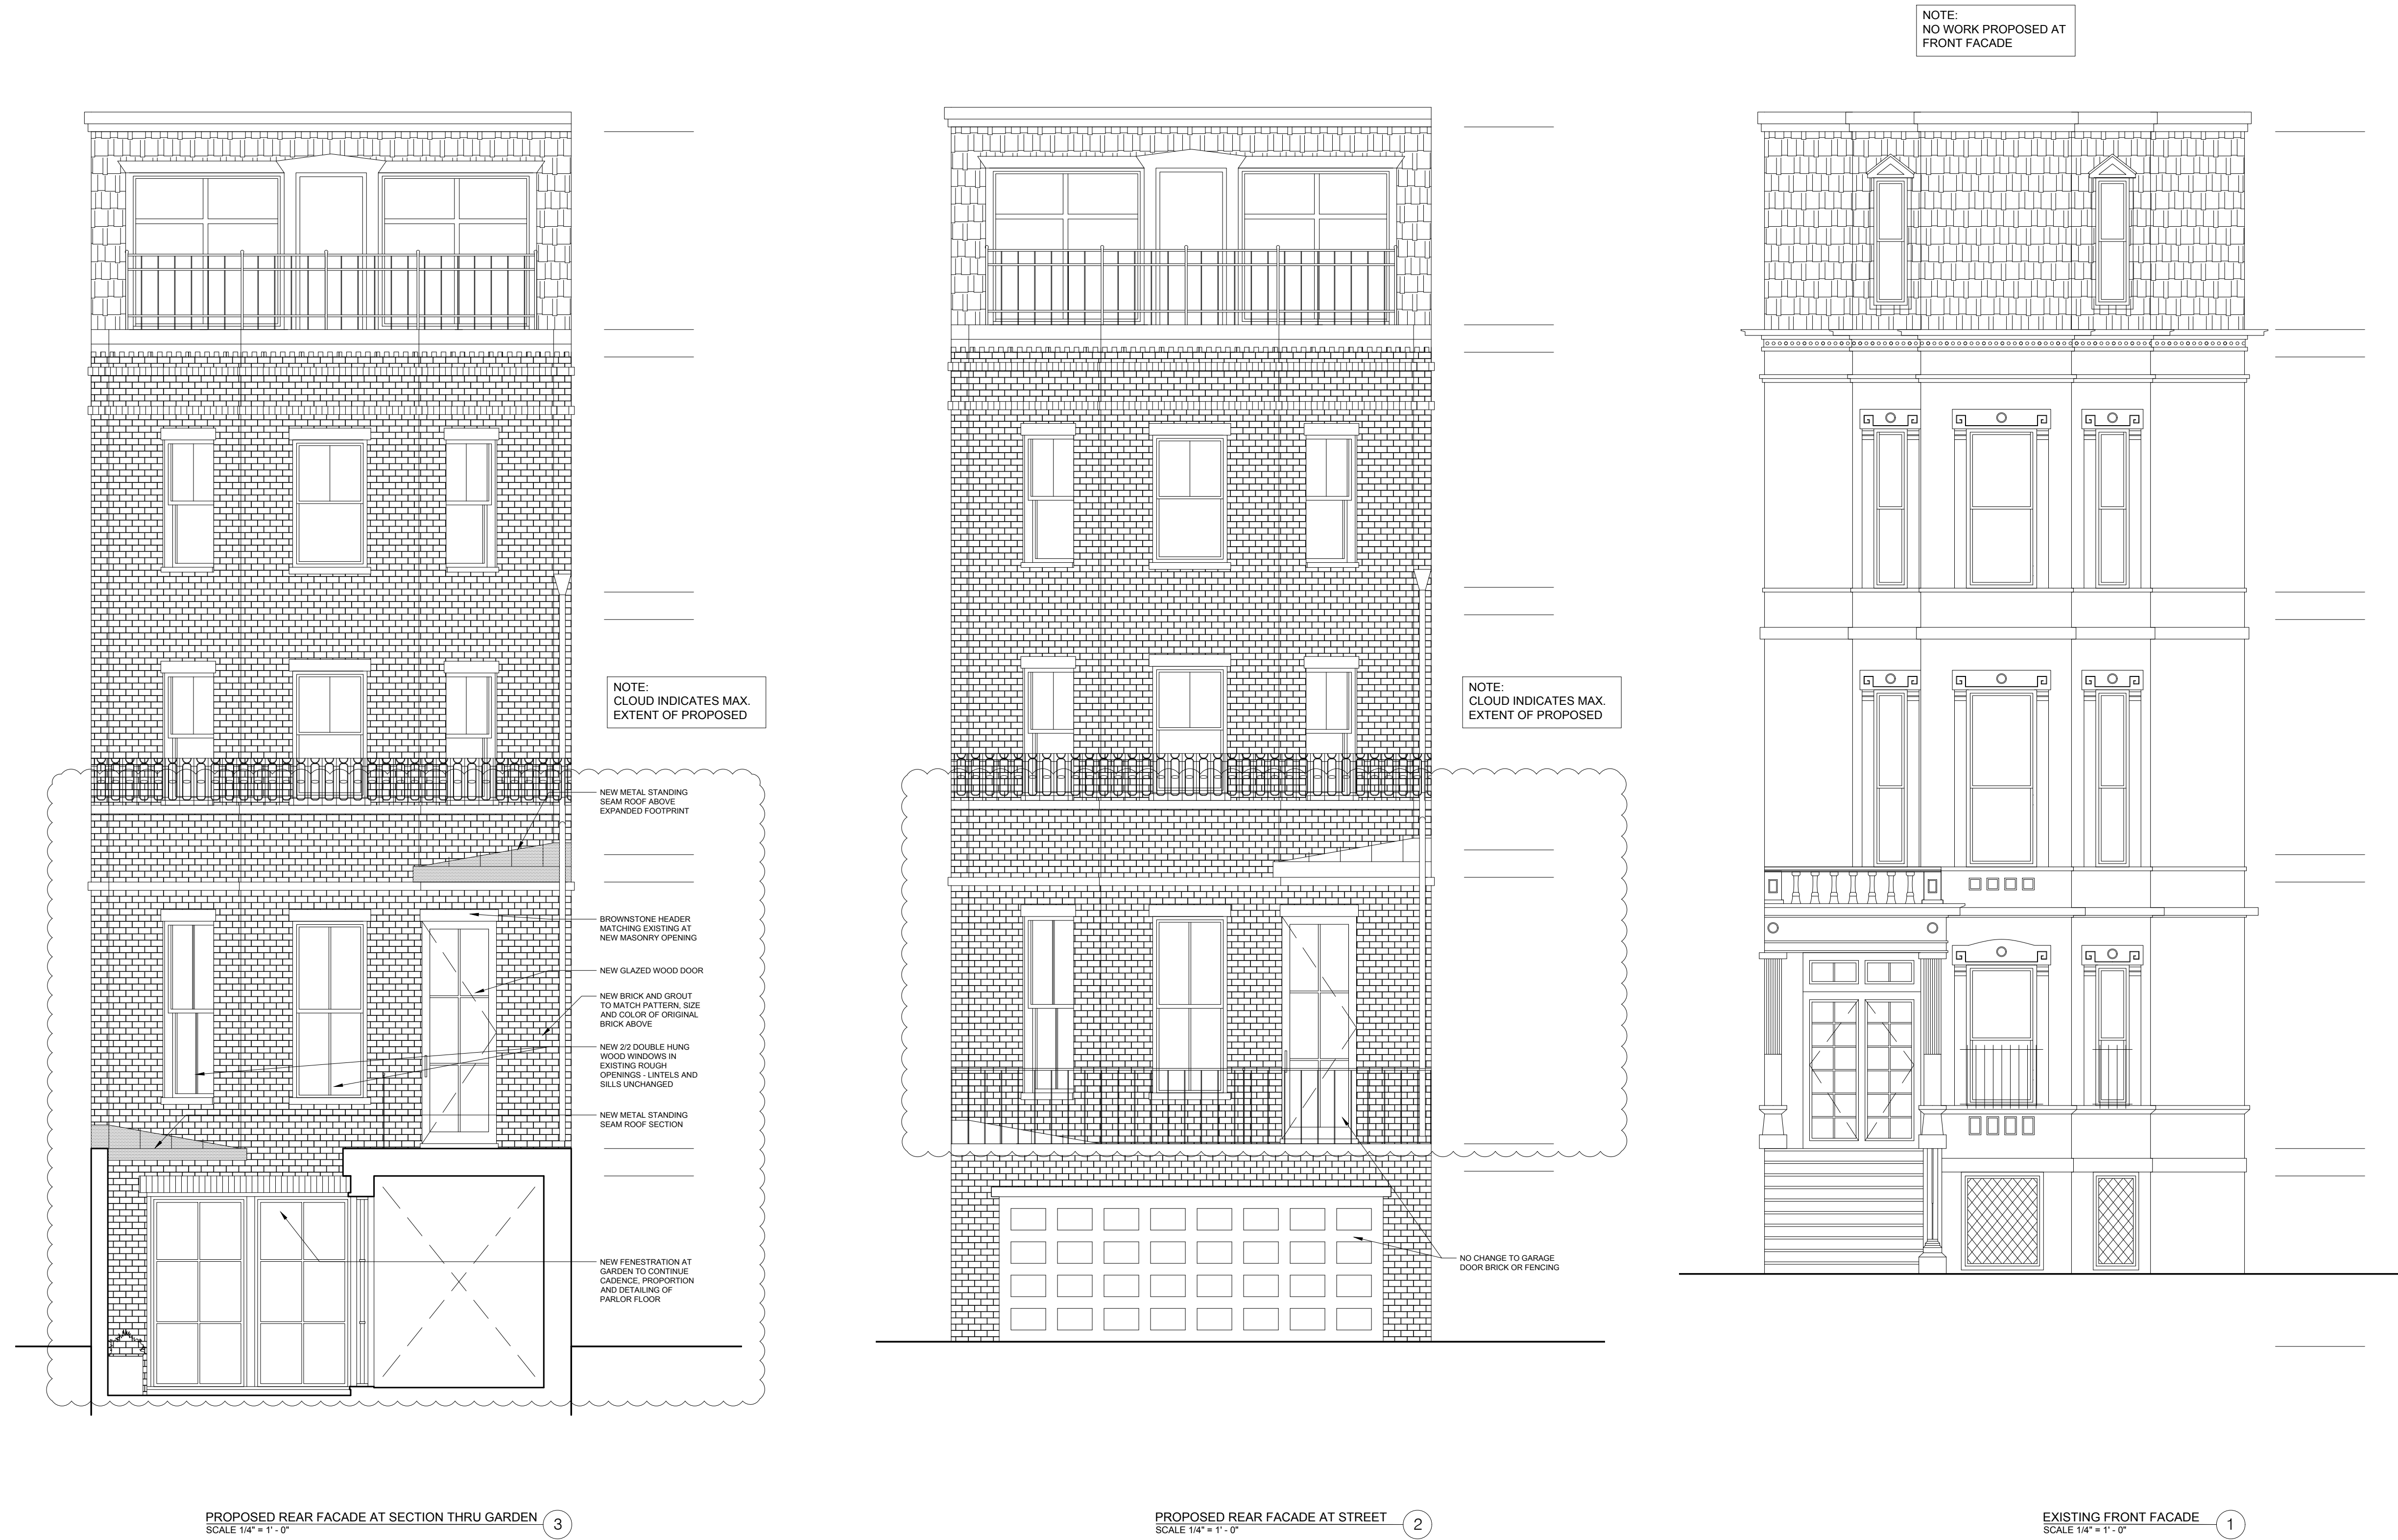 NOTE:
NO WORK PROPOSED AT
FRONT FACADE
NOTE:
CLOUD INDICATES MAX.
EXTENT OF PROPOSED
NEW METAL STANDING
SEAM ROOF ABOVE
EXPANDED FOOTPRINT
BROWNSTONE HEADER
MATCHING EXISTING AT
NEW MASONRY OPENING
NEW GLAZED WOOD DOOR
NEW BRICK AND GROUT
TO MATCH PATTERN, SIZE
AND COLOR OF ORIGINAL
BRICK ABOVE
NEW 2/2 DOUBLE HUNG
WOOD WINDOWS IN
EXISTING ROUGH
OPENINGS - LINTELS AND
SILLS UNCHANGED
NEW METAL STANDING
SEAM ROOF SECTION
NEW FENESTRATION AT
GARDEN TO CONTINUE
CADENCE, PROPORTION
AND DETAILING OF
PARLOR FLOOR
NOTE:
CLOUD INDICATES MAX.
EXTENT OF PROPOSED
NO CHANGE TO GARAGE
DOOR BRICK OR FENCING
PROPOSED REAR FACADE AT SECTION THRU GARDEN 3
SCALE 1/4" = 1' - 0"
PROPOSED REAR FACADE AT STREET 2
SCALE 1/4" = 1' - 0"
EXISTING FRONT FACADE 1
SCALE 1/4" = 1' - 0"